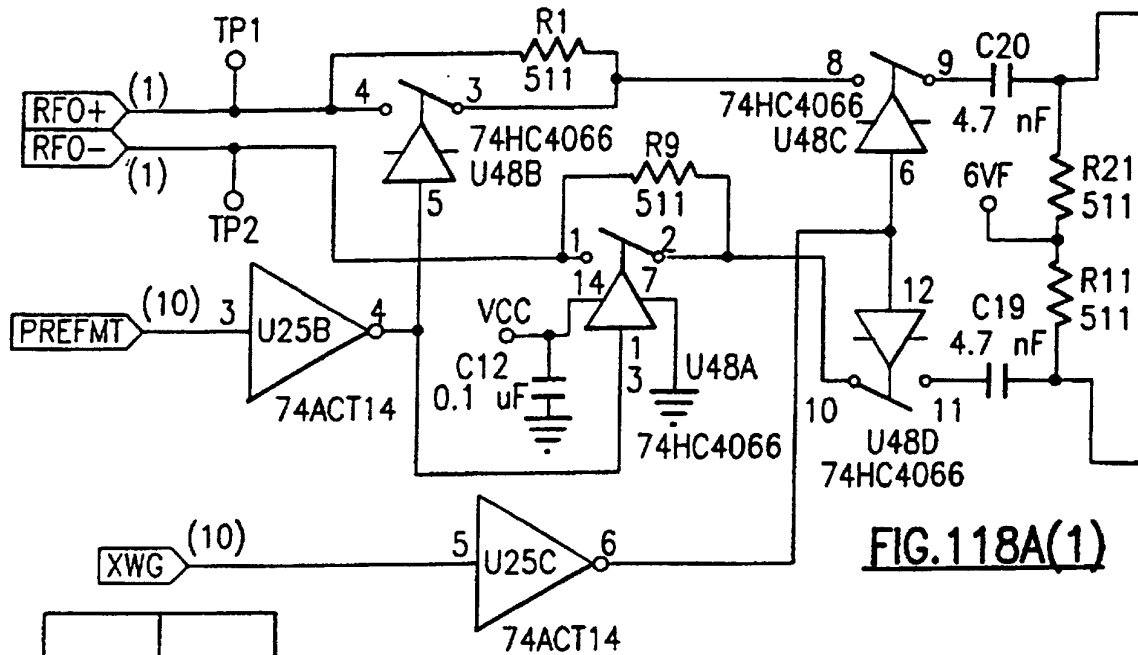 TP1
R1
511
RFO+
(1)
RFO-
(1)
TP2
4
3
74HC4066
U48B
5
8
9
74HC4066
U48C
6
C20
4.7 nF
6VF
R21
511
R11
511
R9
511
1
2
14
7
VCC
C12
0.1 uF
1
3
U48A
74HC4066
PREFMT
(10)
3
U25B
4
74ACT14
12
C19
4.7 nF
10
11
U48D
74HC4066
XWG
(10)
5
U25C
6
74ACT14
FIG.118A(1)